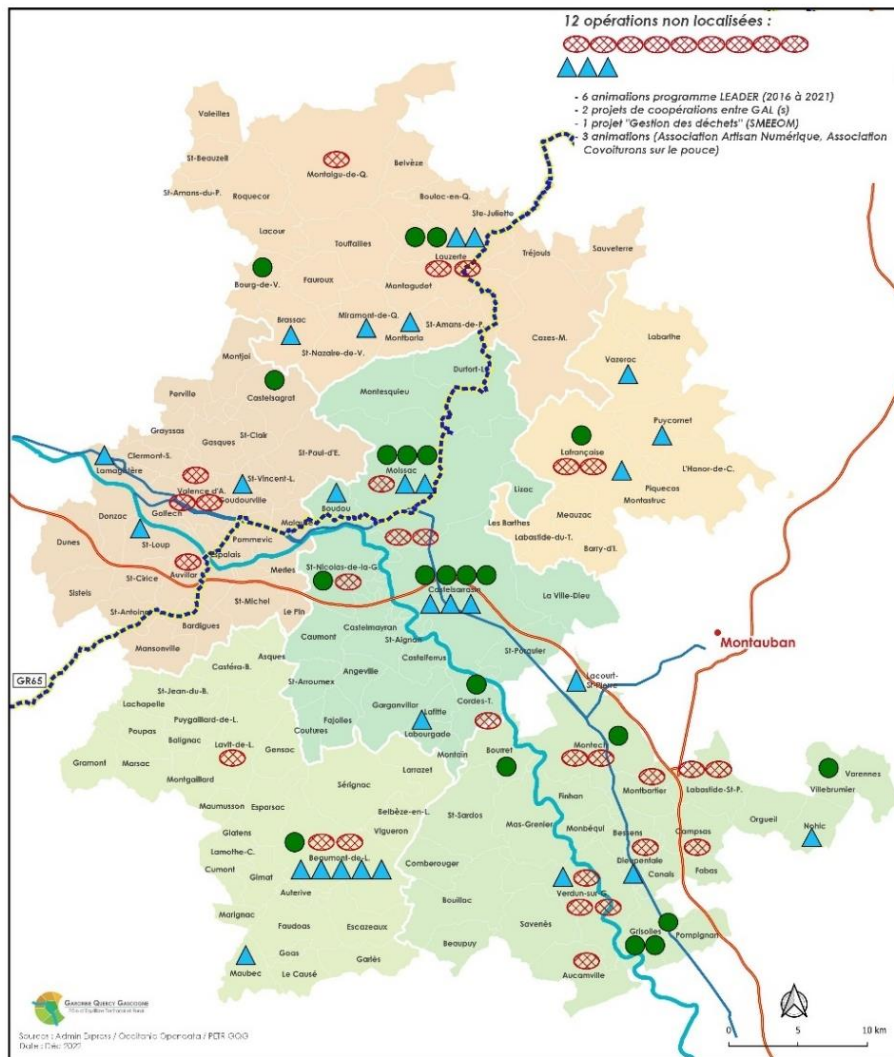 12 opérations non localisées :
- 6 animations programme LEADER (2016 à 2021)
- 2 projets de coopérations entre GAL (s)
- 1 projet "Gestion des déchets" (SMEEOM)
- 3 animations (Association Artisan Numérique, Association
Covoiturons sur le pouce)
Valeilles
St-Beauzeil
Montaigu-de-Q.
Belvèze
St-Amans-du-P.
Roquecor
Bouloc-en-Q.
Ste-Juliette
Lacour
Touffailles
Tréjouls
Sauveterre
Bourg-de-V.
Fauroux
Lauzerte
Montagudet
Brassac
Miramont-de-Q.
Montbarla
St-Amans-de-P.
Cazes-M.
Labarthe
St-Nazaire-de-V.
Montjoi
Vazerac
Durfort-L.
Castelsagrat
Montesquieu
Perville
Puycornet
Grayssas
St-Clair
Gasques
St-Paul-d'E.
Lafrançaise
Clermont-S.
Lamagistère
Moissac
L'Honor-de-C.
Valence d'A.
St-Vincent-L.
Goudourville
Boudou
Lizac
Piquecos
Montastruc
Meauzac
Donzac
Golfech
Malause
Les Barthes
Labastide-du-T.
Dunes
St-Loup
Pommevic
Espalais
Barry-d'I.
Auvillar
Merles
St-Nicolas-de-la-G.
St-Cirice
Sistels
Castelsarrasin
St-Antoine
St-Michel
Le Pin
La Ville-Dieu
Bardigues
Castelmayran
Mansonville
Caumont
St-Aignan
St-Porquier
Montauban
GR65
Asques
Castéra-B.
Castelferrus
Angeville
St-Arroumex
Lacourt-
St-Pierre
St-Jean-du-B.
Lachapelle
Garganvillar
Cordes-T.
Puygaillard-de-L.
Fajolles
Lafitte
Poupas
Labourgade
Balignac
Lavit-de-L.
Coutures
Montech
Gensac
Montaïn
Bourret
Gramont
Marsac
Larrazet
Montgaillard
Montbartier
Labastide-St-P.
Varennes
Villebrumier
Sérignac
Finhan
Maumusson
Esparsac
Belbèze-en-L.
St-Sardos
Mas-Grenier
Orgueil
Nohic
Glatens
Vigueron
Monbéqui
Bessens
Campsas
Lamothe-C.
Beaumont-de-L.
Comberouger
Dieupentale
Cumont
Gimat
Canals
Fabas
Auterive
Verdun-sur-G.
Bouillac
Marignac
Faudoas
Escazeaux
Savenès
Grisolles
Pompignan
Goas
Beaupuy
Maubec
Le Causé
Gariès
Aucamville
GARONNE QUERCY GASCOGNE
Sources : Admin Express / Occitanie Opendata / PETR GQG
Date : Déc 2022
0 5 10 km